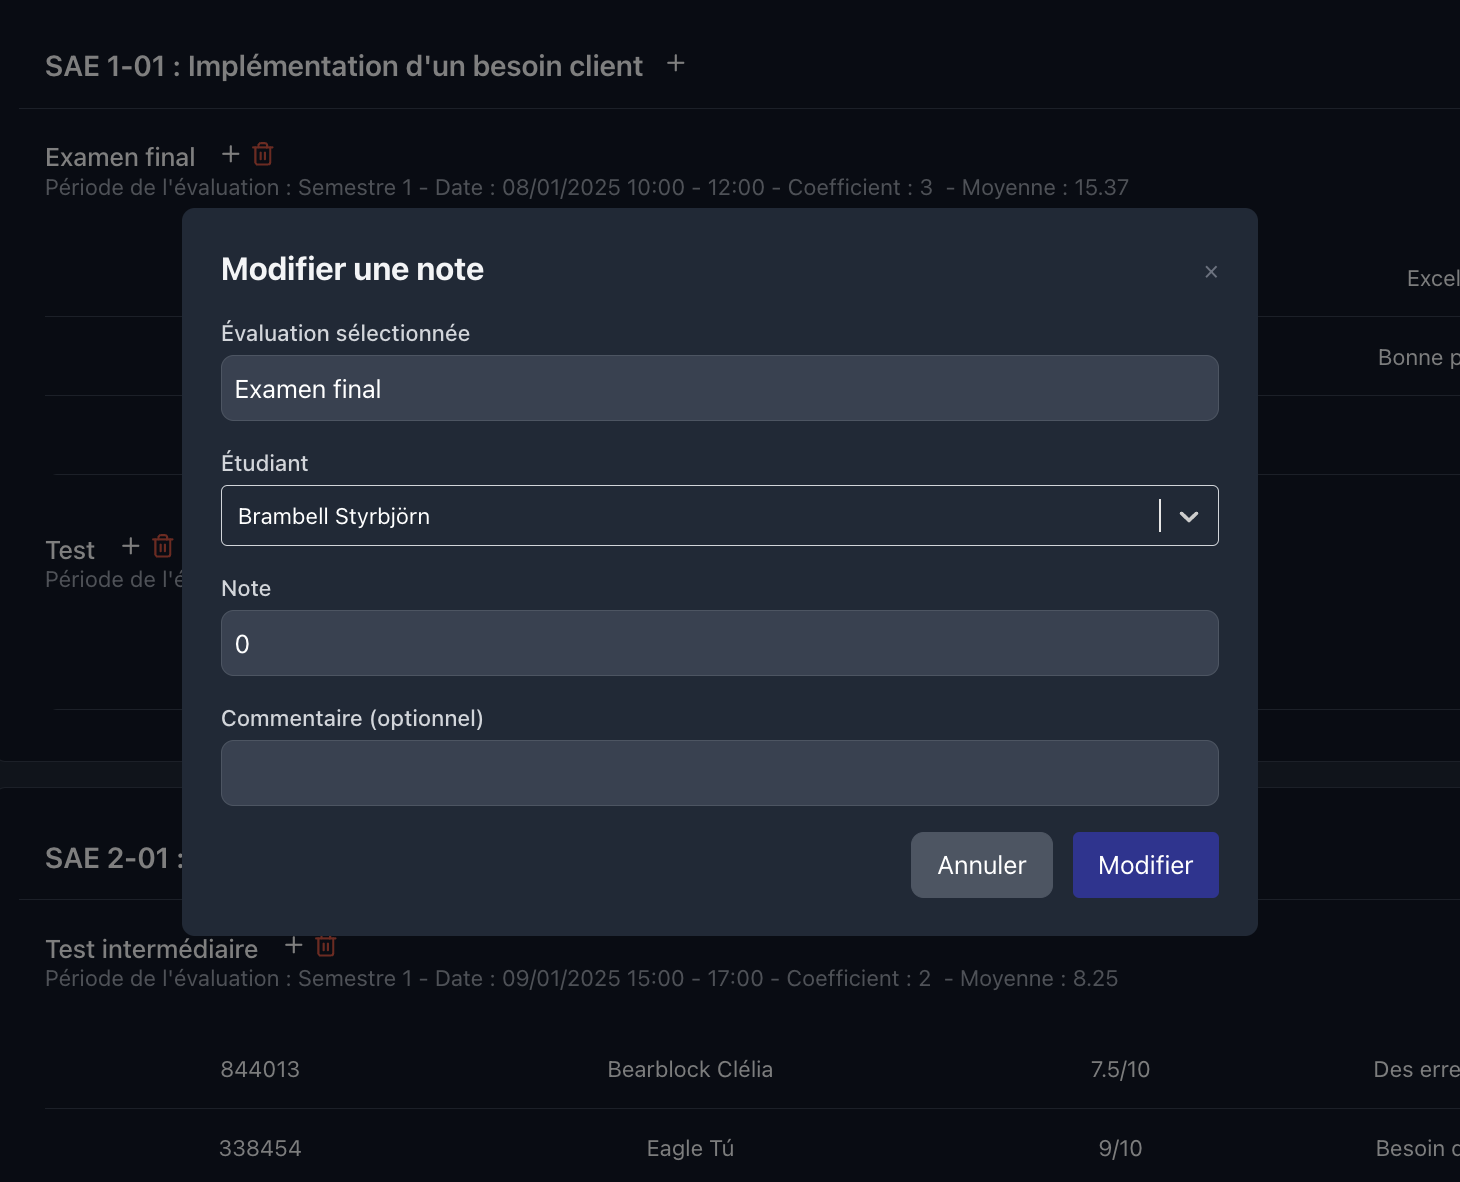 SAE 1-01 : Implémentation d'un besoin client +
Examen final +
Période de l'évaluation : Semestre 1 - Date : 08/01/2025 10:00 - 12:00 - Coefficient : 3 - Moyenne : 15.37
Modifier une note ×
Excel
Évaluation sélectionnée
Bonne p
Examen final
Étudiant
Brambell Styrbjörn
Test +
Période de l'é
Note
0
Commentaire (optionnel)
SAE 2-01 :
Annuler Modifier
Test intermédiaire +
Période de l'évaluation : Semestre 1 - Date : 09/01/2025 15:00 - 17:00 - Coefficient : 2 - Moyenne : 8.25
844013 Bearblock Clélia 7.5/10 Des erre
338454 Eagle Tú 9/10 Besoin